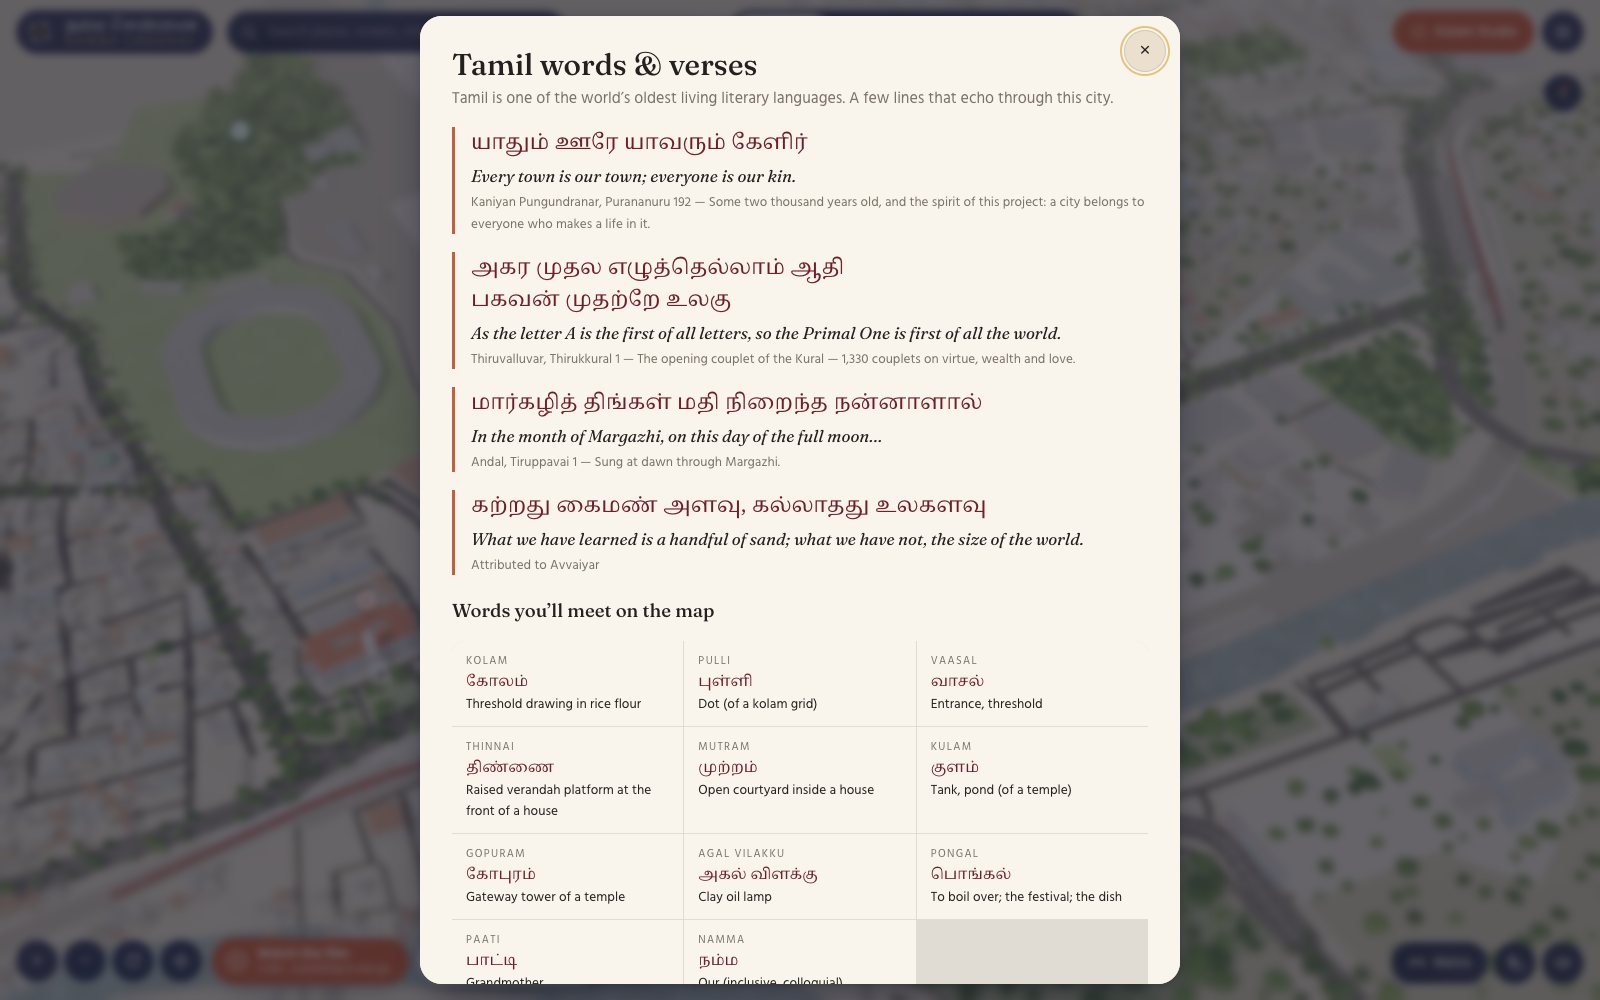 Tamil words & verses
×
Tamil is one of the world’s oldest living literary languages. A few lines that echo through this city.
யாதும் ஊரே யாவரும் கேளிர்
Every town is our town; everyone is our kin.
Kaniyan Pungundranar, Purananuru 192 — Some two thousand years old, and the spirit of this project: a city belongs to
everyone who makes a life in it.
அகர முதல எழுத்தெல்லாம் ஆதி
பகவன் முதற்றே உலகு
As the letter A is the first of all letters, so the Primal One is first of all the world.
Thiruvalluvar, Thirukkural 1 — The opening couplet of the Kural — 1,330 couplets on virtue, wealth and love.
மார்கழித் திங்கள் மதி நிறைந்த நன்னாளால்
In the month of Margazhi, on this day of the full moon…
Andal, Tiruppavai 1 — Sung at dawn through Margazhi.
கற்றது கைமண் அளவு, கல்லாதது உலகளவு
What we have learned is a handful of sand; what we have not, the size of the world.
Attributed to Avvaiyar
Words you’ll meet on the map
KOLAM
கோலம்
Threshold drawing in rice flour
PULLI
புள்ளி
Dot (of a kolam grid)
VAASAL
வாசல்
Entrance, threshold
THINNAI
திண்ணை
Raised verandah platform at the
front of a house
MUTRAM
முற்றம்
Open courtyard inside a house
KULAM
குளம்
Tank, pond (of a temple)
GOPURAM
கோபுரம்
Gateway tower of a temple
AGAL VILAKKU
அகல் விளக்கு
Clay oil lamp
PONGAL
பொங்கல்
To boil over; the festival; the dish
PAATI
பாட்டி
Grandmother
NAMMA
நம்ம
Our (inclusive, colloquial)